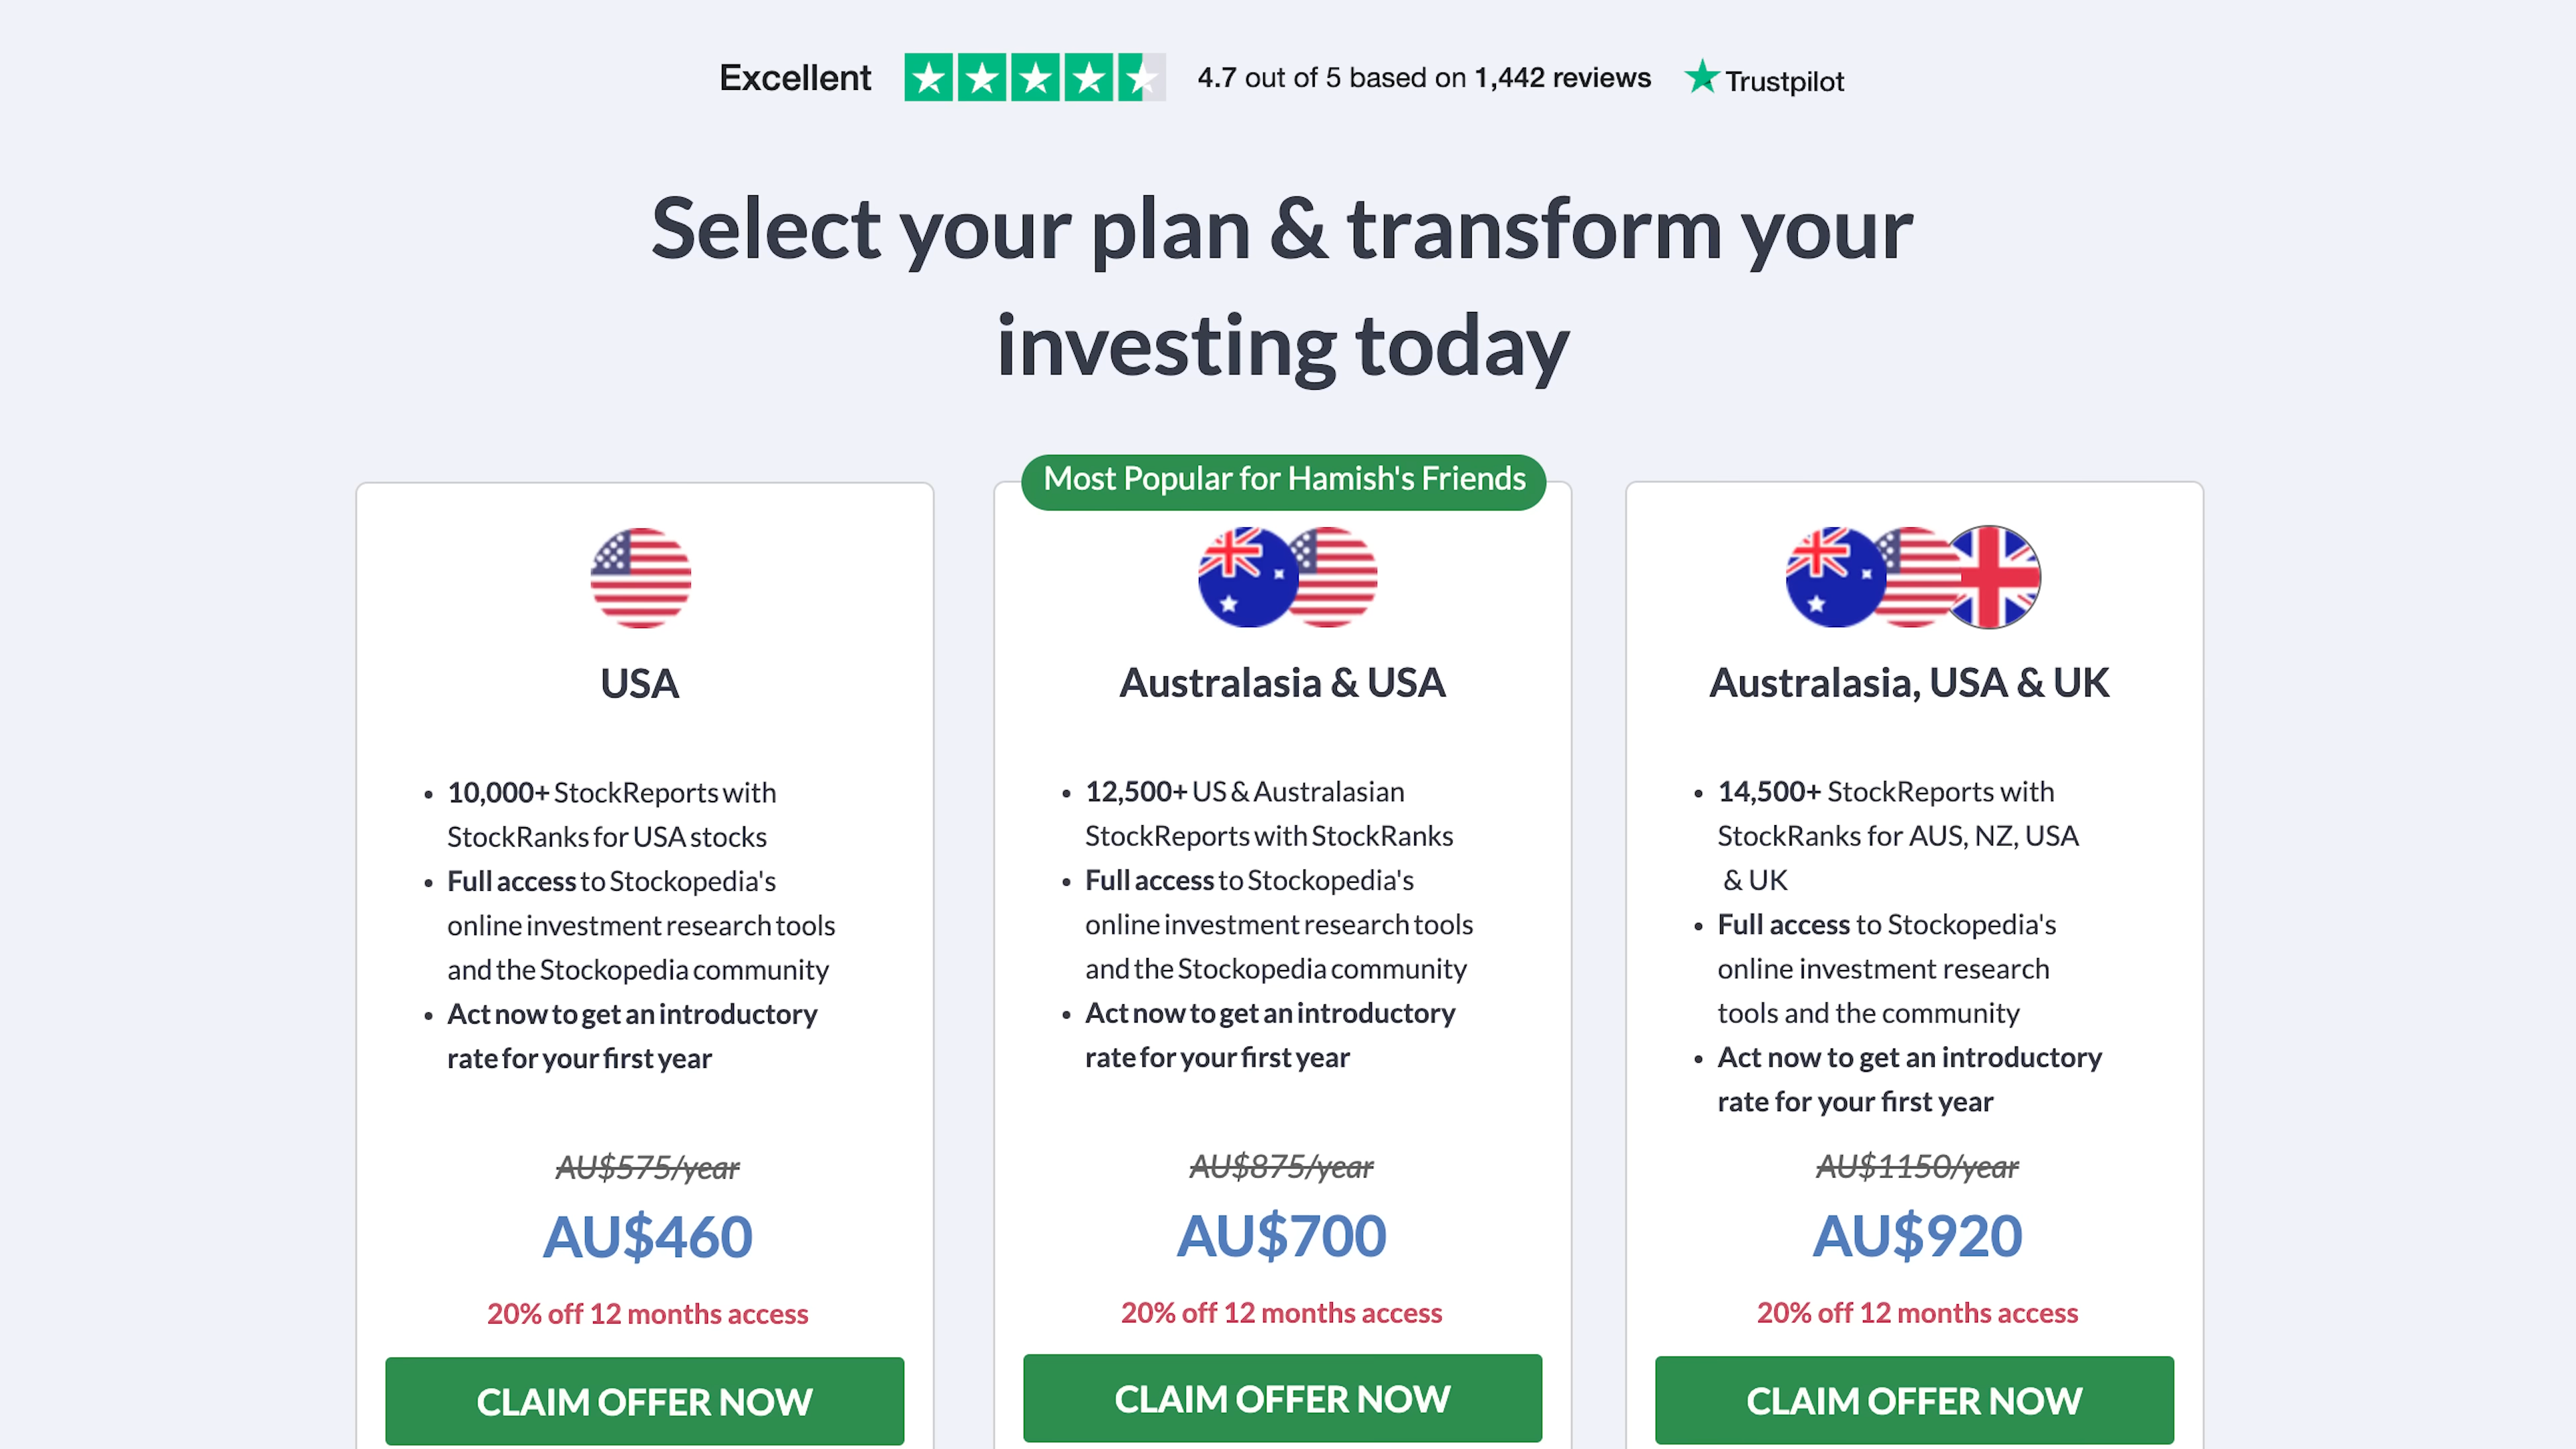 Excellent 4.7 out of 5 based on 1,442 reviews Trustpilot
Select your plan & transform your
investing today
USA
• 10,000+ StockReports with
StockRanks for USA stocks
• Full access to Stockopedia's
online investment research tools
and the Stockopedia community
• Act now to get an introductory
rate for your first year
AU$575/year
AU$460
20% off 12 months access
CLAIM OFFER NOW
Most Popular for Hamish's Friends
Australasia & USA
• 12,500+ US & Australasian
StockReports with StockRanks
• Full access to Stockopedia's
online investment research tools
and the Stockopedia community
• Act now to get an introductory
rate for your first year
AU$875/year
AU$700
20% off 12 months access
CLAIM OFFER NOW
Australasia, USA & UK
• 14,500+ StockReports with
StockRanks for AUS, NZ, USA
& UK
• Full access to Stockopedia's
online investment research
tools and the community
• Act now to get an introductory
rate for your first year
AU$1150/year
AU$920
20% off 12 months access
CLAIM OFFER NOW